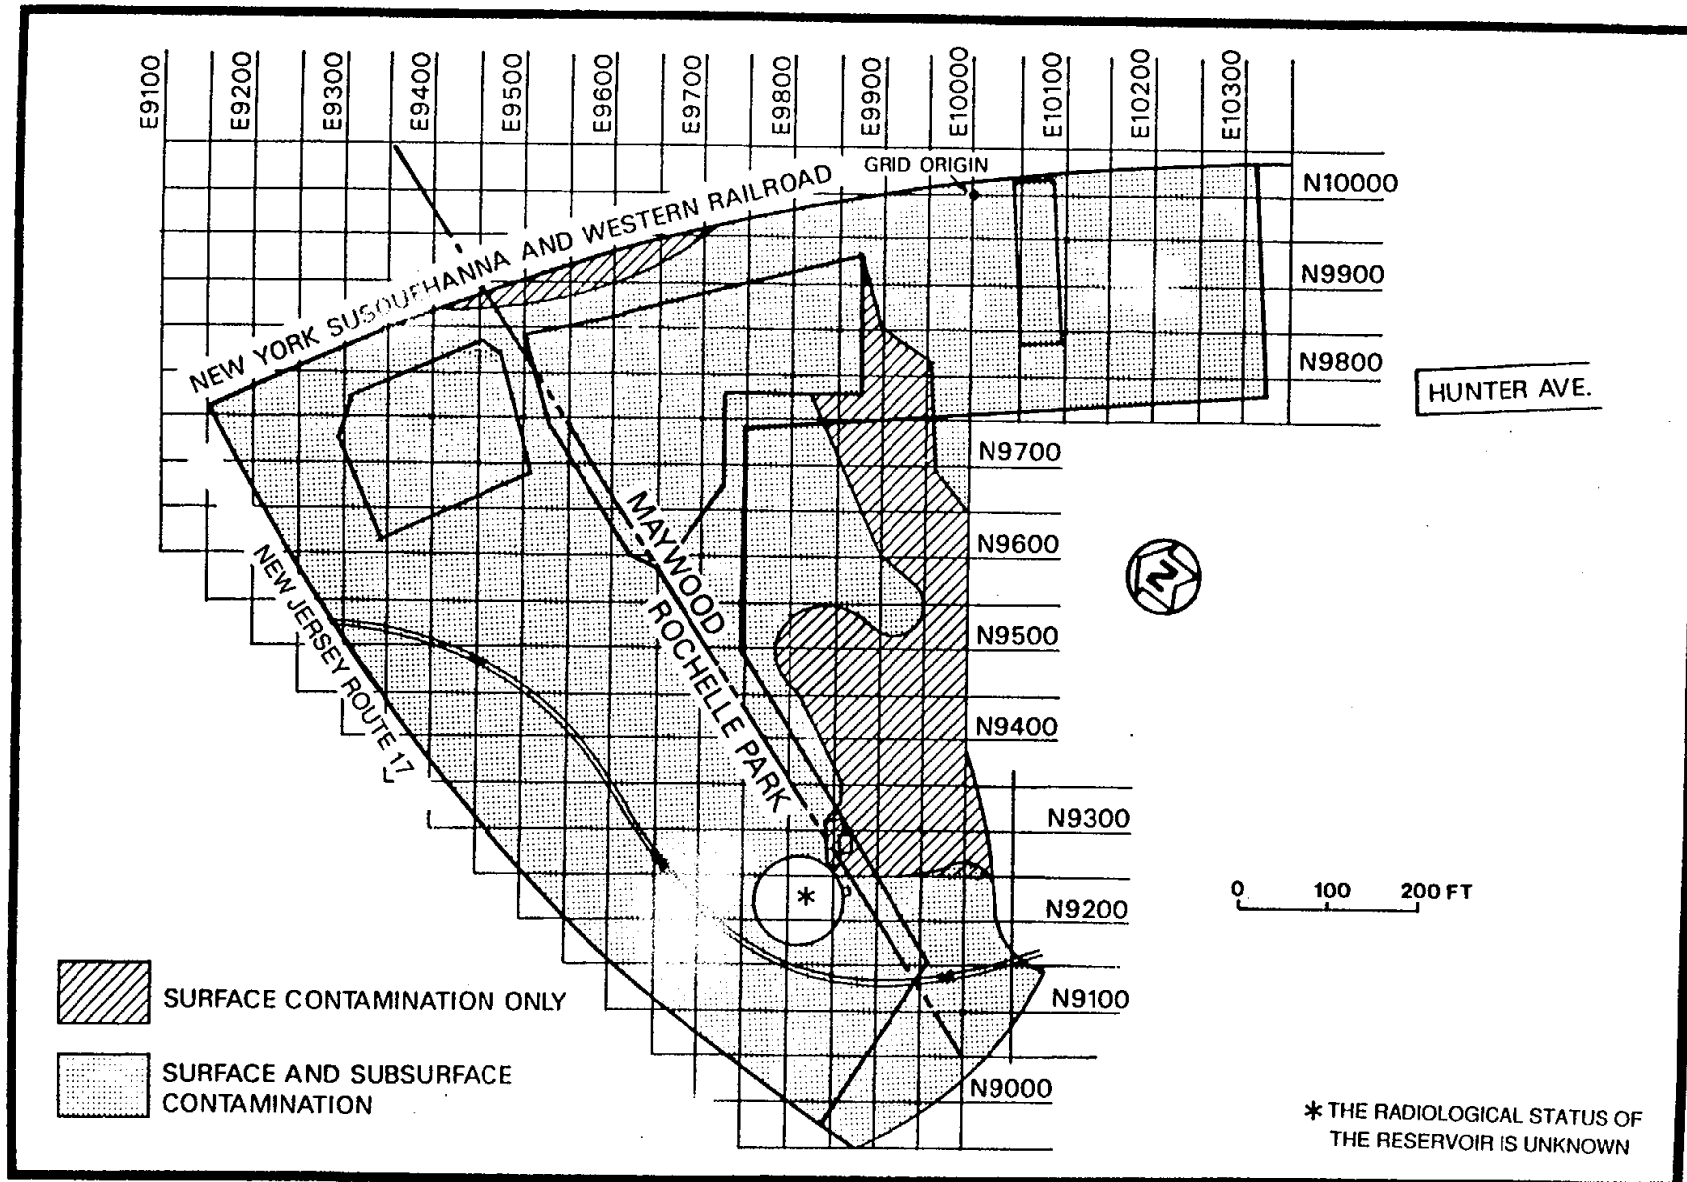 E9100
E9200
E9300
E9400
E9500
E9600
E9700
E9800
E9900
E10000
E10100
E10200
E10300
GRID ORIGIN
NEW YORK SUSQUEHANNA AND WESTERN RAILROAD
N10000
N9900
N9800
HUNTER AVE.
N9700
N9600
N9500
N9400
N9300
N9200
N9100
N9000
MAYWOOD
ROCHELLE PARK
NEW JERSEY ROUTE 17
N
*
0 100 200 FT
SURFACE CONTAMINATION ONLY
SURFACE AND SUBSURFACE
CONTAMINATION
* THE RADIOLOGICAL STATUS OF
THE RESERVOIR IS UNKNOWN